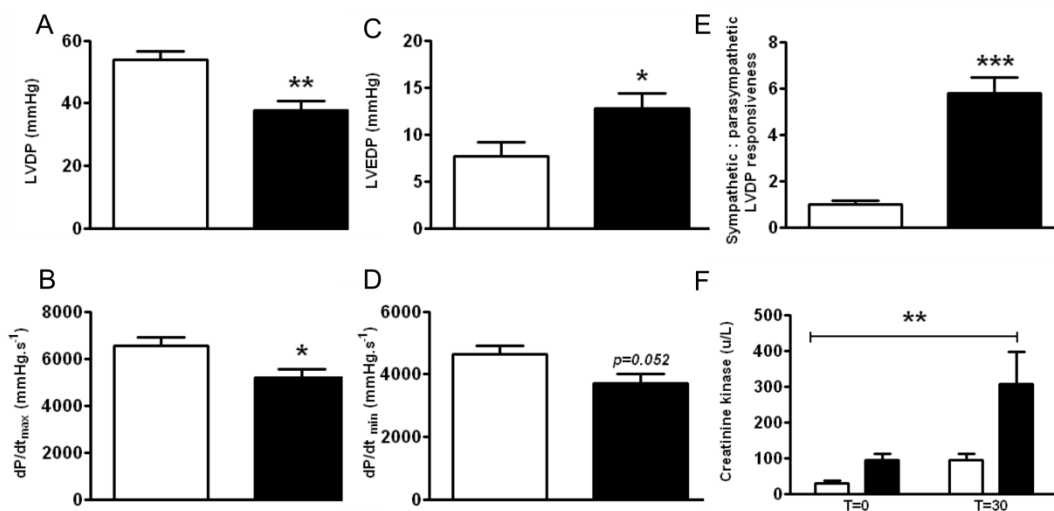 A
LVDP (mmHg)
60
40
20
0
**
C
LVEDP (mmHg)
20
15
10
5
0
*
E
Sympathetic : parasympathetic
LVDP responsiveness
8
6
4
2
0
***
B
dP/dtmax (mmHg.s-1)
8000
6000
4000
2000
0
*
D
dP/dt min (mmHg.s-1)
6000
4000
2000
0
p=0.052
F
Creatinine kinase (u/L)
500
400
300
200
100
0
**
T=0 T=30